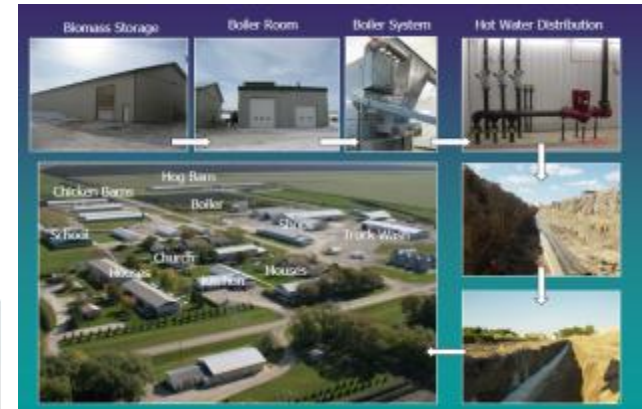 Biomass Storage
Boiler Room
Boiler System
Hot Water Distribution
Hog Barn
Chicken Barns
Boiler
Shop
School
Truck Wash
Church
Houses
Houses
Kitchen